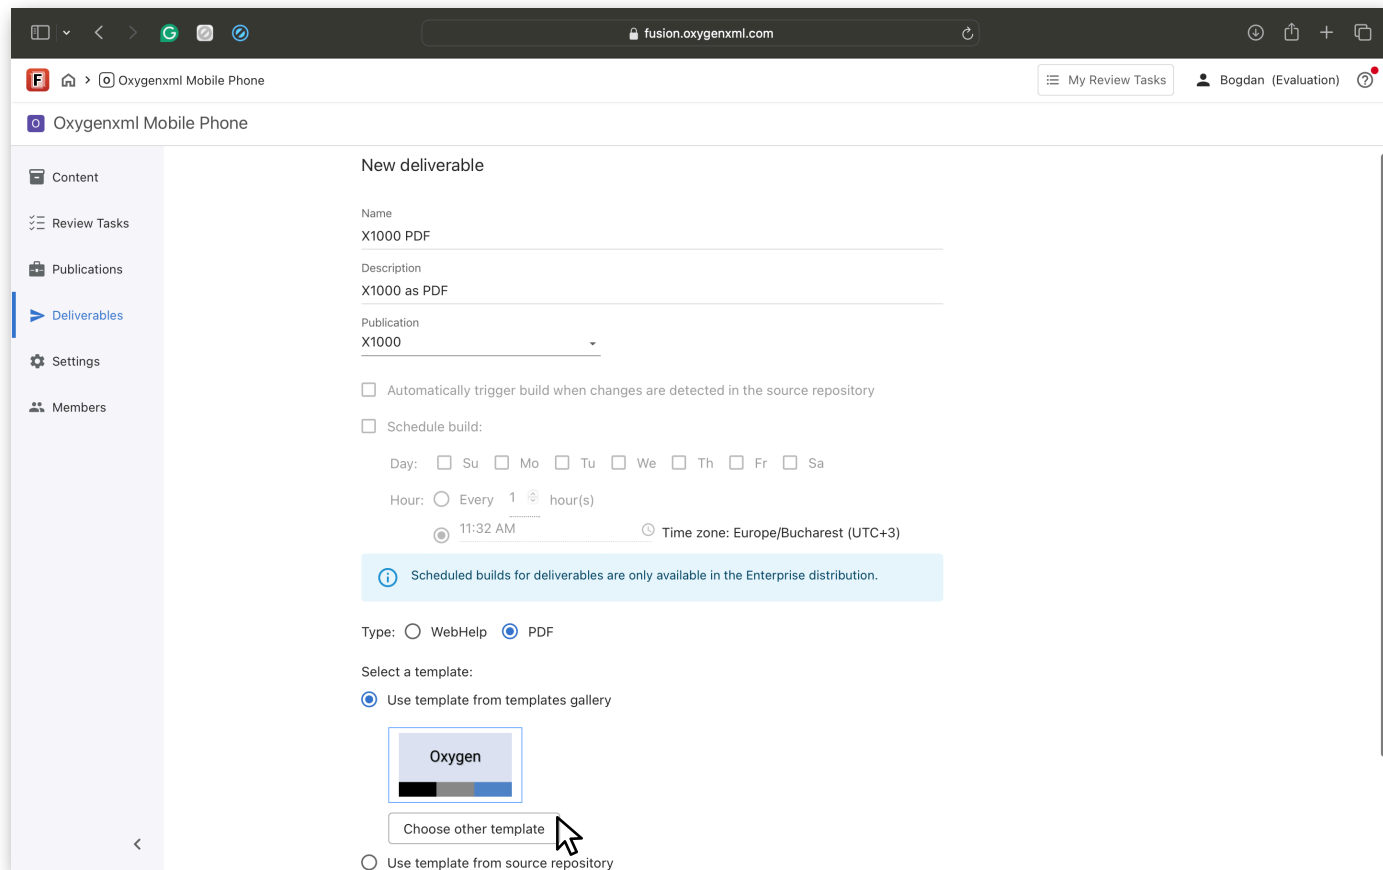 fusion.oxygenxml.com
F
O Oxygenxml Mobile Phone
My Review Tasks
Bogdan (Evaluation)
O Oxygenxml Mobile Phone
Content
Review Tasks
Publications
Deliverables
Settings
Members
New deliverable
Name
X1000 PDF
Description
X1000 as PDF
Publication
X1000
Automatically trigger build when changes are detected in the source repository
Schedule build:
Day: Su Mo Tu We Th Fr Sa
Hour: Every 1 hour(s)
11:32 AM Time zone: Europe/Bucharest (UTC+3)
Scheduled builds for deliverables are only available in the Enterprise distribution.
Type: WebHelp PDF
Select a template:
Use template from templates gallery
Oxygen
Choose other template
Use template from source repository